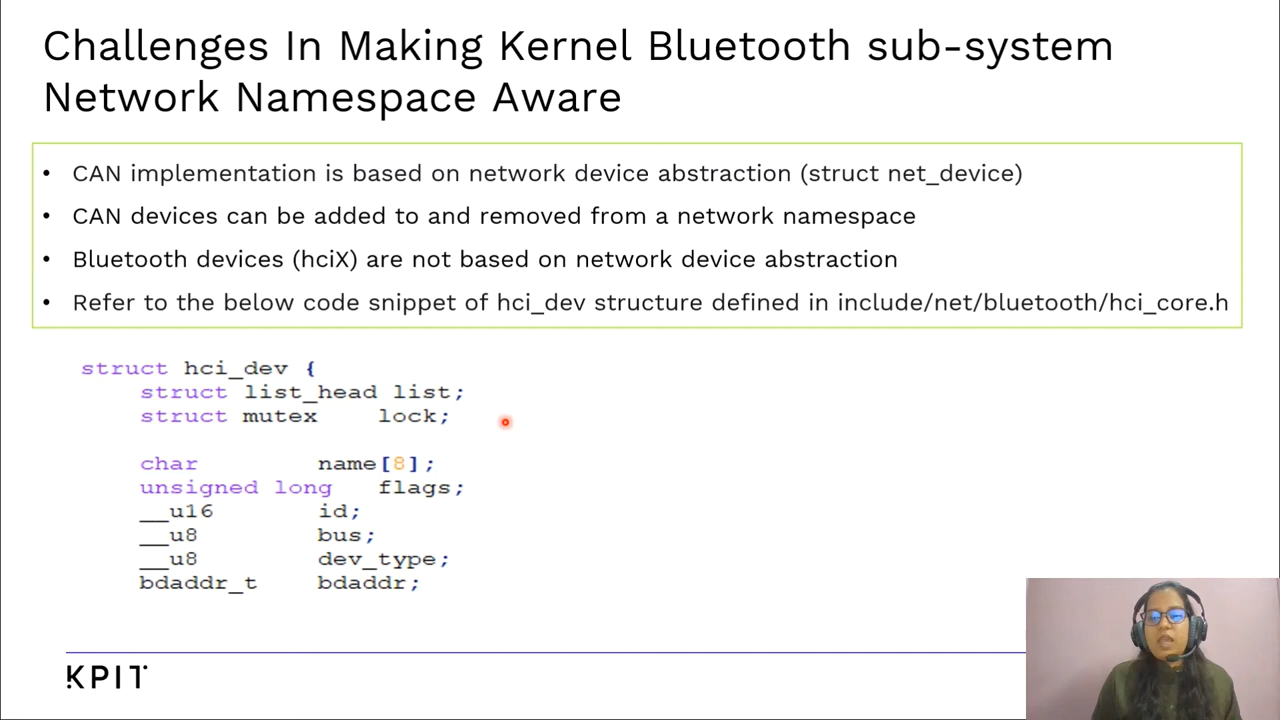 Challenges In Making Kernel Bluetooth sub-system
Network Namespace Aware
• CAN implementation is based on network device abstraction (struct net_device)
• CAN devices can be added to and removed from a network namespace
• Bluetooth devices (hciX) are not based on network device abstraction
• Refer to the below code snippet of hci_dev structure defined in include/net/bluetooth/hci_core.h
struct hci_dev {
struct list_head list;
struct mutex lock;
char name[8];
unsigned long flags;
__u16 id;
__u8 bus;
__u8 dev_type;
bdaddr_t bdaddr;
KPIT